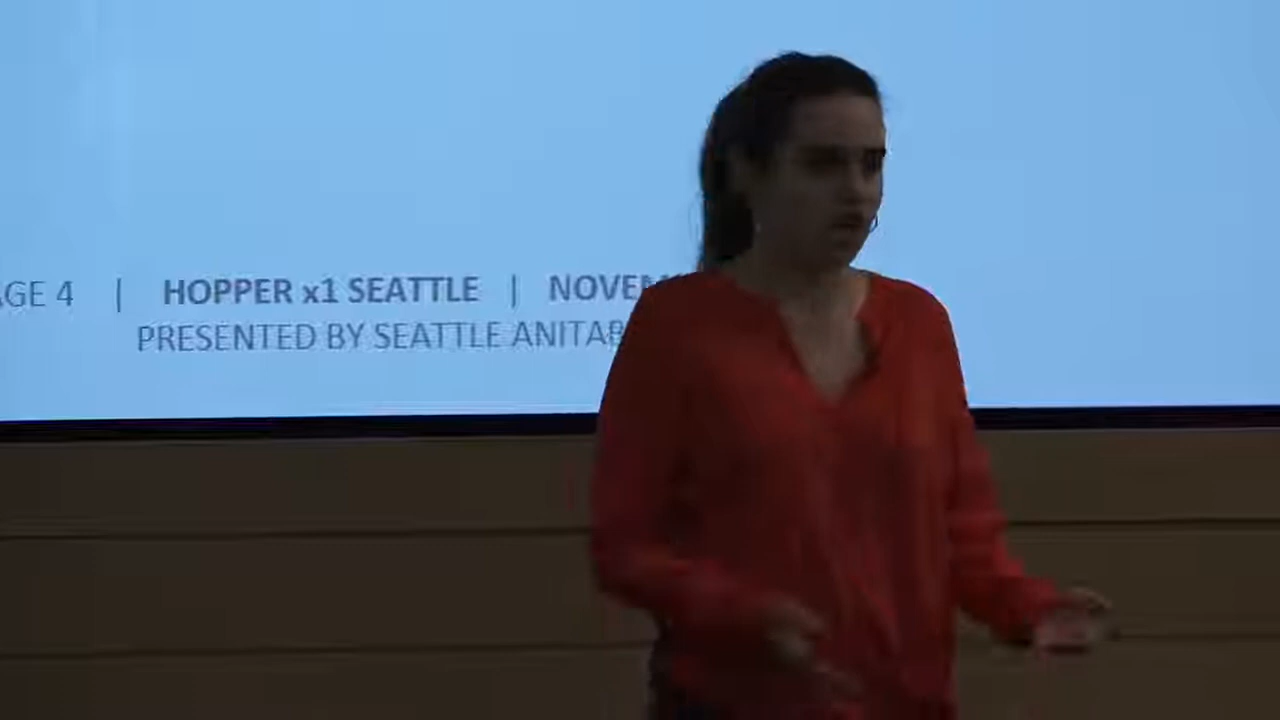 GE 4 | HOPPER x1 SEATTLE | NOVEM
PRESENTED BY SEATTLE ANITAB